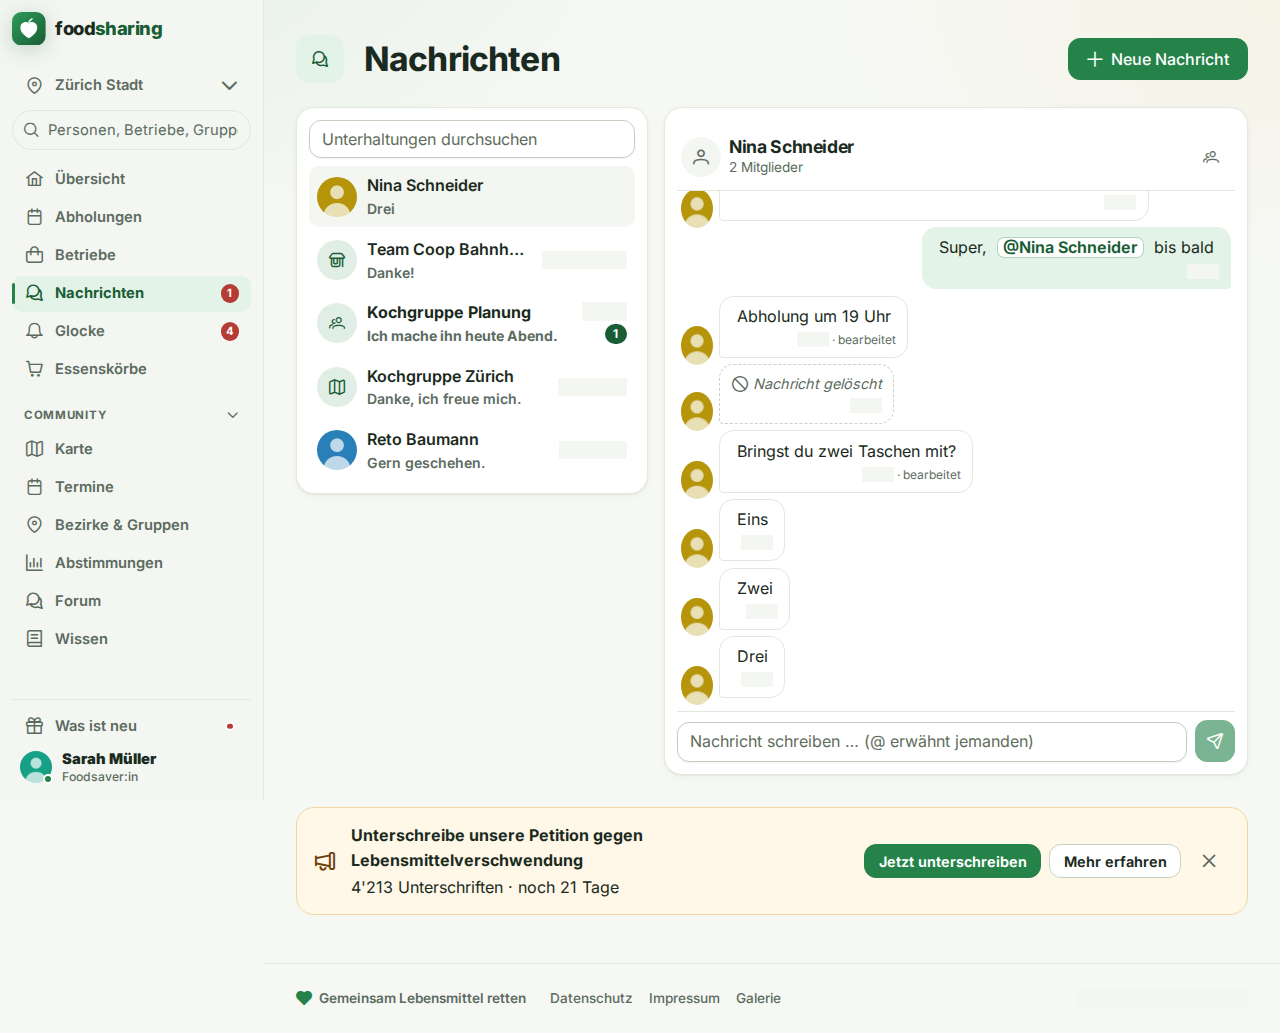 foodsharing
Zürich Stadt
Personen, Betriebe, Grupp
Übersicht
Abholungen
Betriebe
Nachrichten 1
Glocke 4
Essenskörbe
COMMUNITY
Karte
Termine
Bezirke & Gruppen
Abstimmungen
Forum
Wissen
Was ist neu
Sarah Müller
Foodsaver:in
Nachrichten
Neue Nachricht
Unterhaltungen durchsuchen
Nina Schneider
Drei
Team Coop Bahnh...
Danke!
Kochgruppe Planung
Ich mache ihn heute Abend. 1
Kochgruppe Zürich
Danke, ich freue mich.
Reto Baumann
Gern geschehen.
Nina Schneider
2 Mitglieder
Super, @Nina Schneider bis bald
Abholung um 19 Uhr
· bearbeitet
Nachricht gelöscht
Bringst du zwei Taschen mit?
· bearbeitet
Eins
Zwei
Drei
Nachricht schreiben ... (@ erwähnt jemanden)
Unterschreibe unsere Petition gegen
Lebensmittelverschwendung
4'213 Unterschriften · noch 21 Tage
Jetzt unterschreiben
Mehr erfahren
Gemeinsam Lebensmittel retten
Datenschutz
Impressum
Galerie